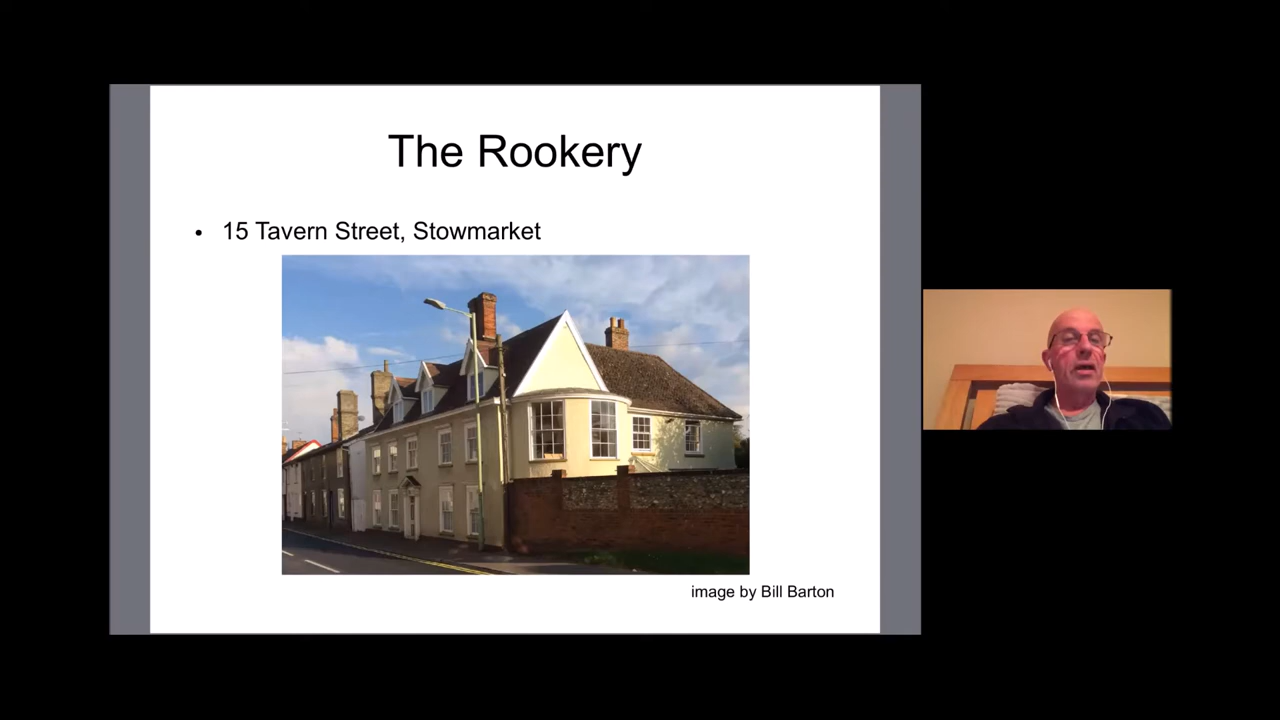 The Rookery
• 15 Tavern Street, Stowmarket
image by Bill Barton